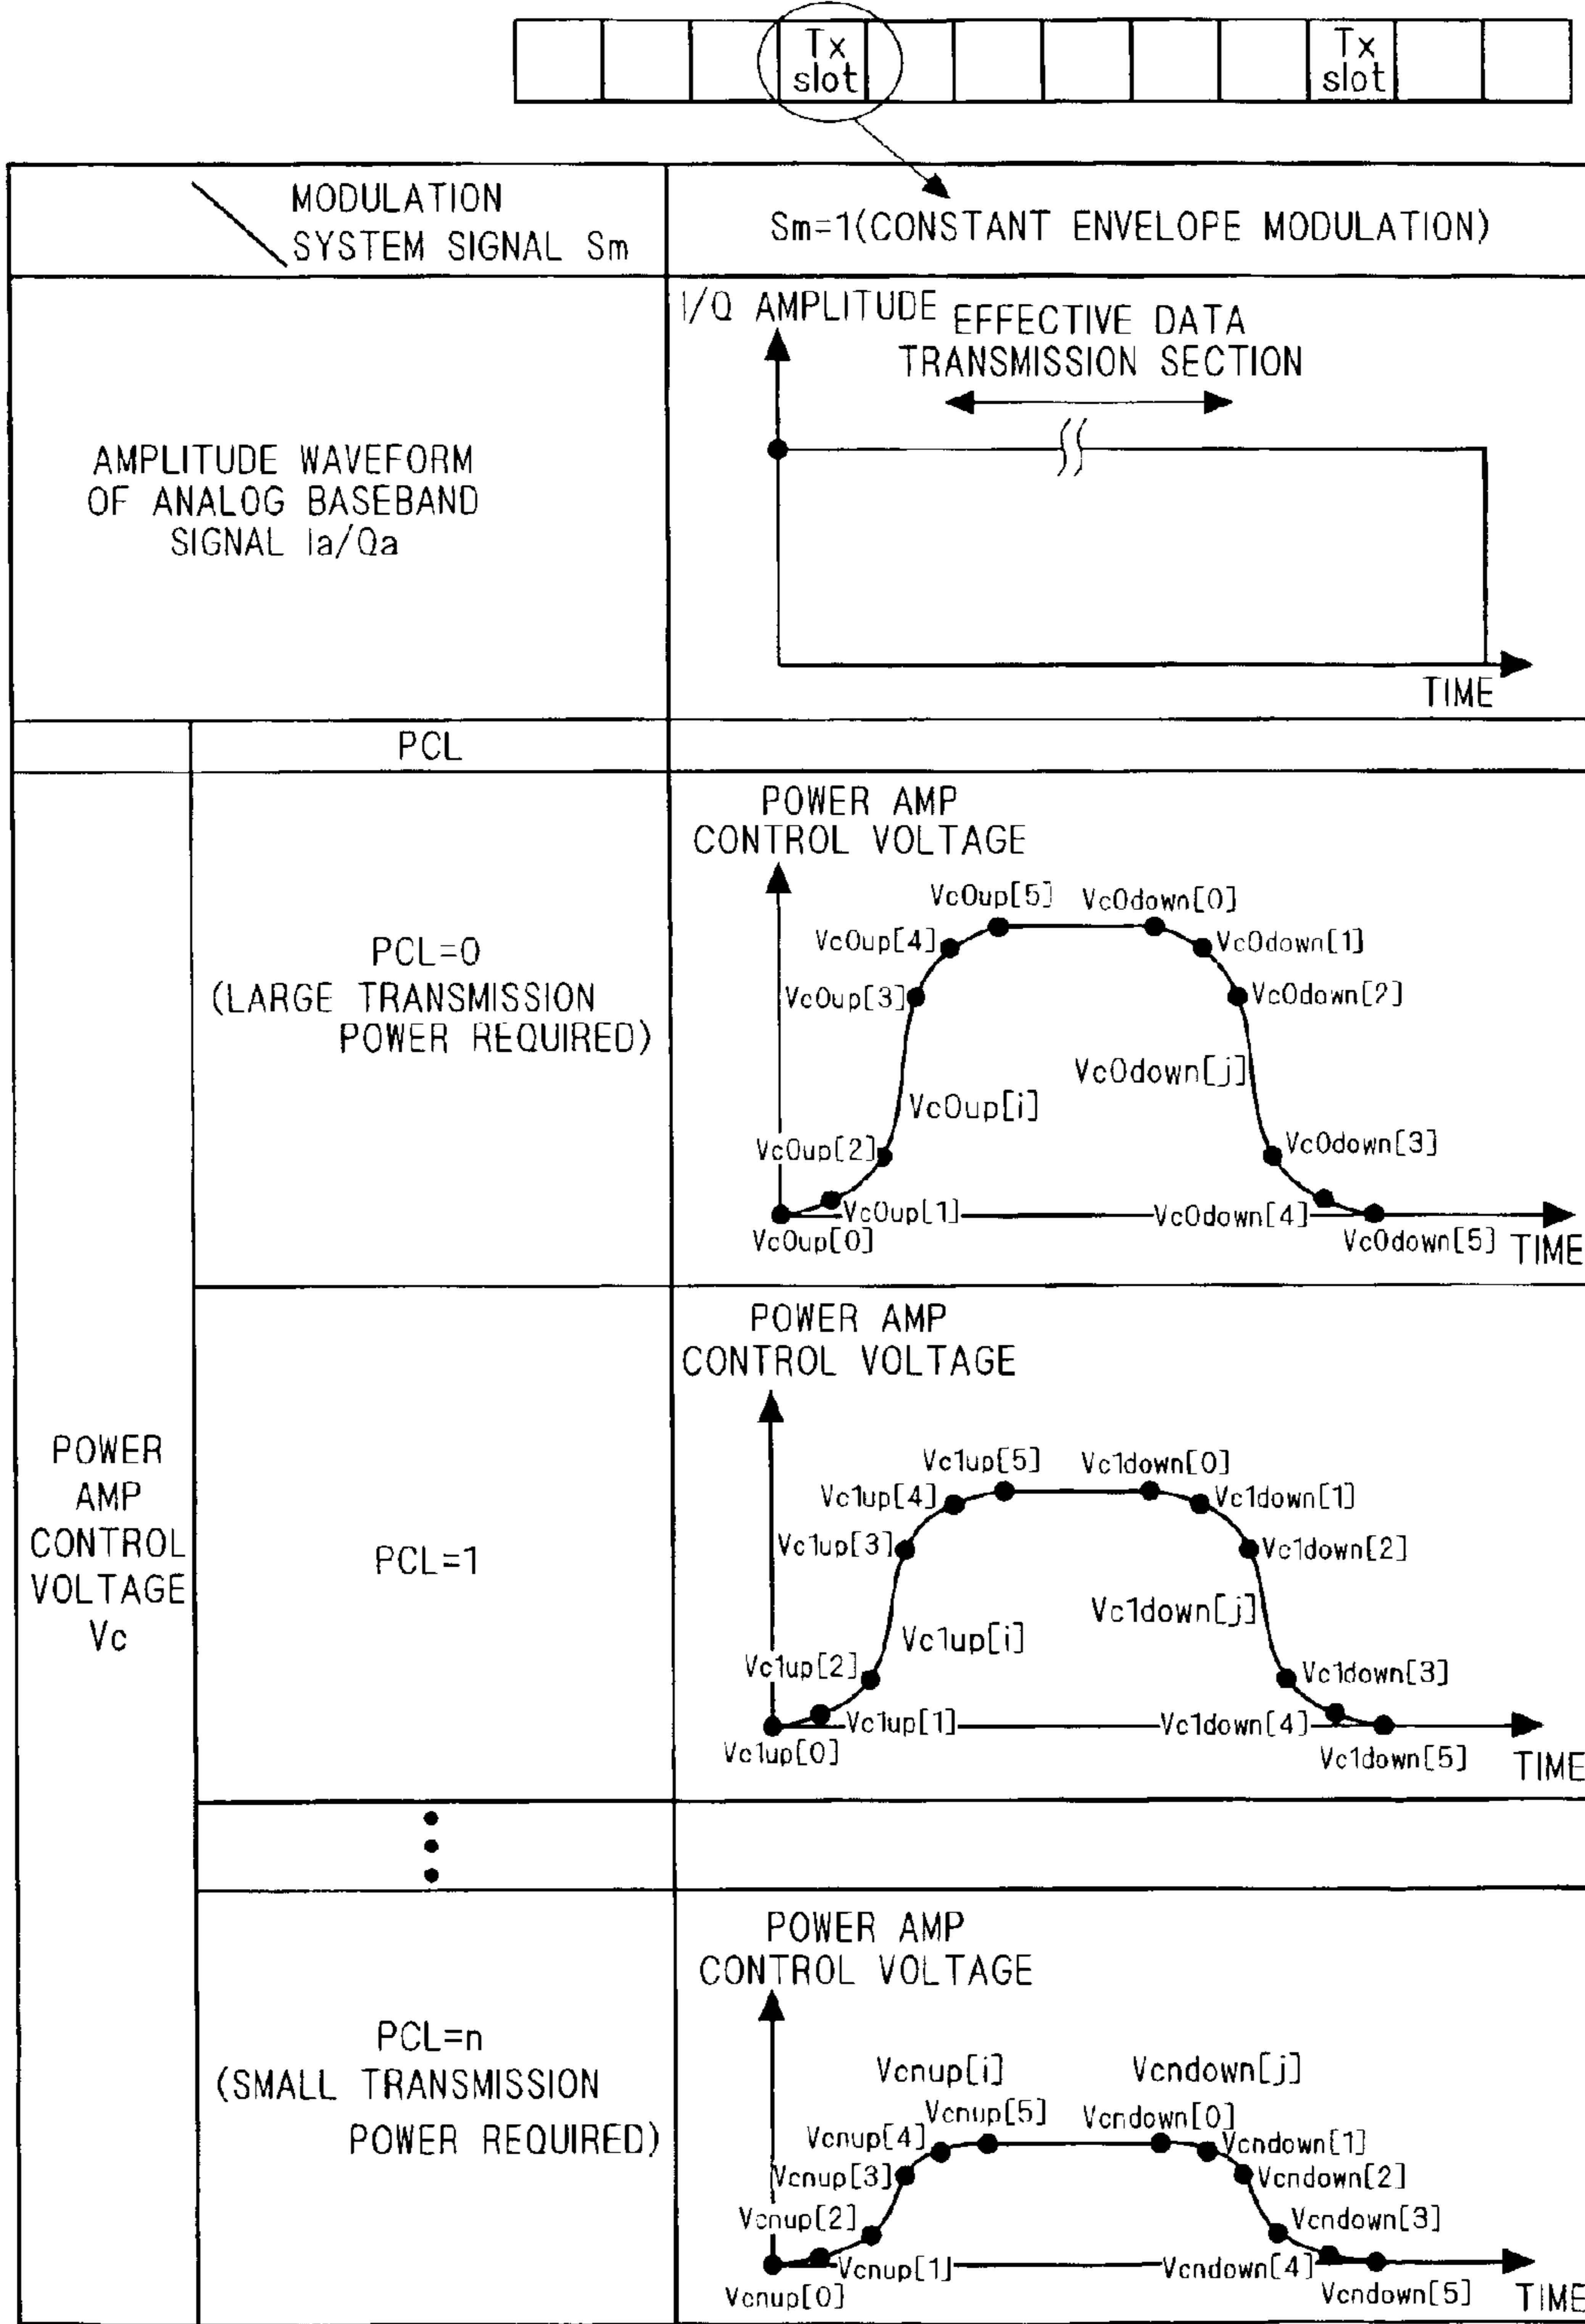 Tx
slot
Tx
slot
MODULATION
SYSTEM SIGNAL Sm
Sm=1(CONSTANT ENVELOPE MODULATION)
AMPLITUDE WAVEFORM
OF ANALOG BASEBAND
SIGNAL Ia/Qa
I/Q AMPLITUDE
EFFECTIVE DATA
TRANSMISSION SECTION
TIME
PCL
POWER
AMP
CONTROL
VOLTAGE
Vc
PCL=0
(LARGE TRANSMISSION
POWER REQUIRED)
POWER AMP
CONTROL VOLTAGE
Vc0up[5]
Vc0down[0]
Vc0up[4]
Vc0down[1]
Vc0up[3]
Vc0down[2]
Vc0down[j]
Vc0up[i]
Vc0up[2]
Vc0down[3]
Vc0up[1]
Vc0down[4]
Vc0up[0]
Vc0down[5]
TIME
PCL=1
POWER AMP
CONTROL VOLTAGE
Vc1up[5]
Vc1down[0]
Vc1up[4]
Vc1down[1]
Vc1up[3]
Vc1down[2]
Vc1down[j]
Vc1up[i]
Vc1up[2]
Vc1down[3]
Vc1up[1]
Vc1down[4]
Vc1up[0]
Vc1down[5]
TIME
PCL=n
(SMALL TRANSMISSION
POWER REQUIRED)
POWER AMP
CONTROL VOLTAGE
Vcnup[i]
Vcndown[j]
Vcnup[5]
Vcndown[0]
Vcnup[4]
Vcndown[1]
Vcnup[3]
Vcndown[2]
Vcnup[2]
Vcndown[3]
Vcnup[1]
Vcndown[4]
Vcnup[0]
Vcndown[5]
TIME